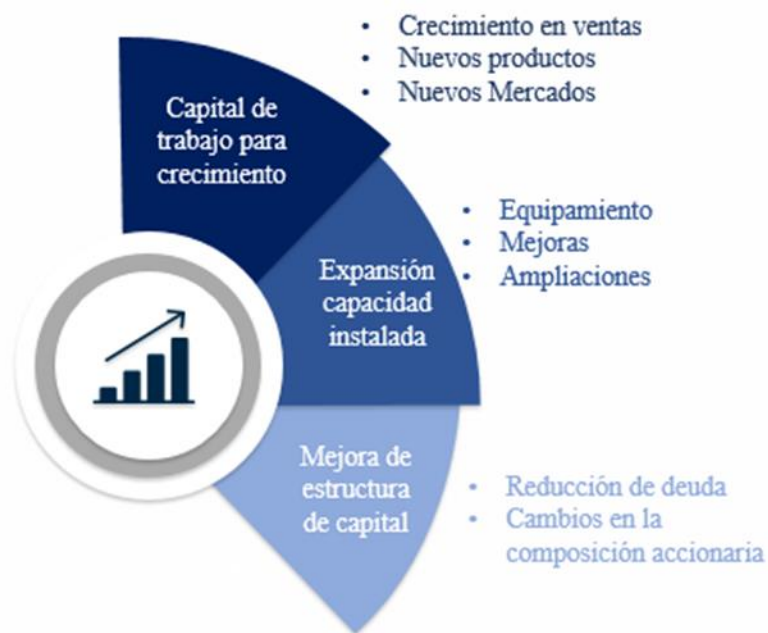 • Crecimiento en ventas
• Nuevos productos
• Nuevos Mercados
Capital de
trabajo para
crecimiento
• Equipamiento
• Mejoras
• Ampliaciones
Expansión
capacidad
instalada
Mejora de
estructura
de capital
• Reducción de deuda
• Cambios en la
composición accionaria